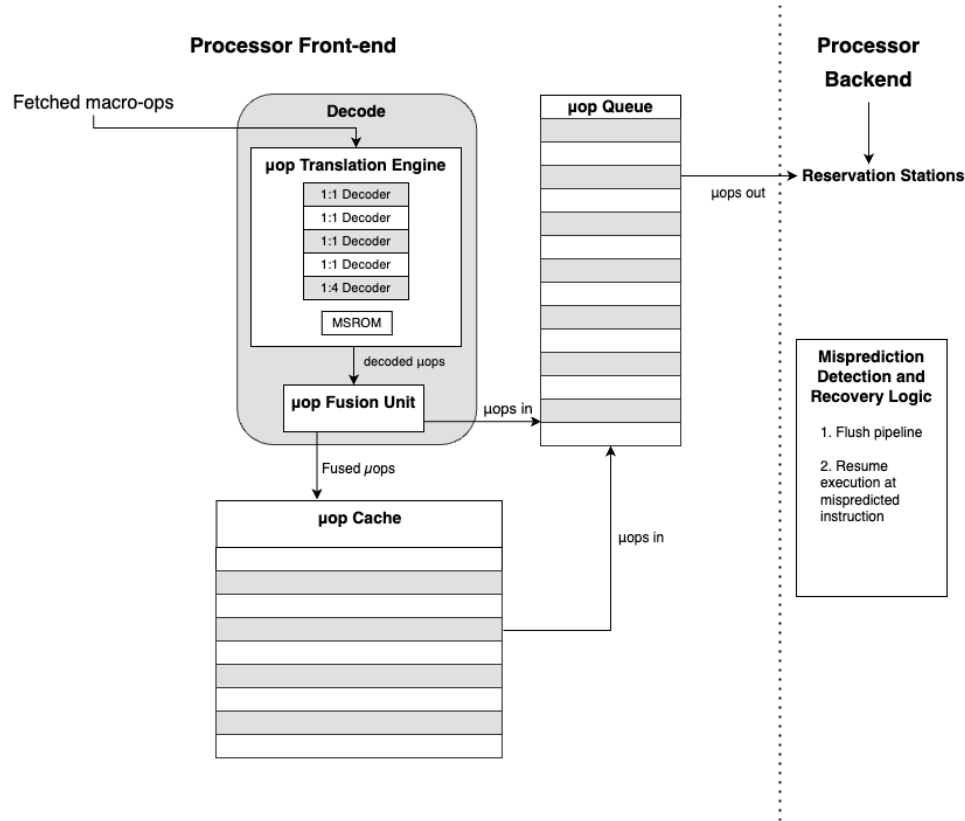 Processor Front-end
Processor
Backend
Fetched macro-ops
Decode
µop Translation Engine
1:1 Decoder
1:1 Decoder
1:1 Decoder
1:1 Decoder
1:4 Decoder
MSROM
decoded µops
µop Fusion Unit
µops in
Fused µops
µop Cache
µops in
µop Queue
µops out
Reservation Stations
Misprediction
Detection and
Recovery Logic
1. Flush pipeline
2. Resume
execution at
mispredicted
instruction